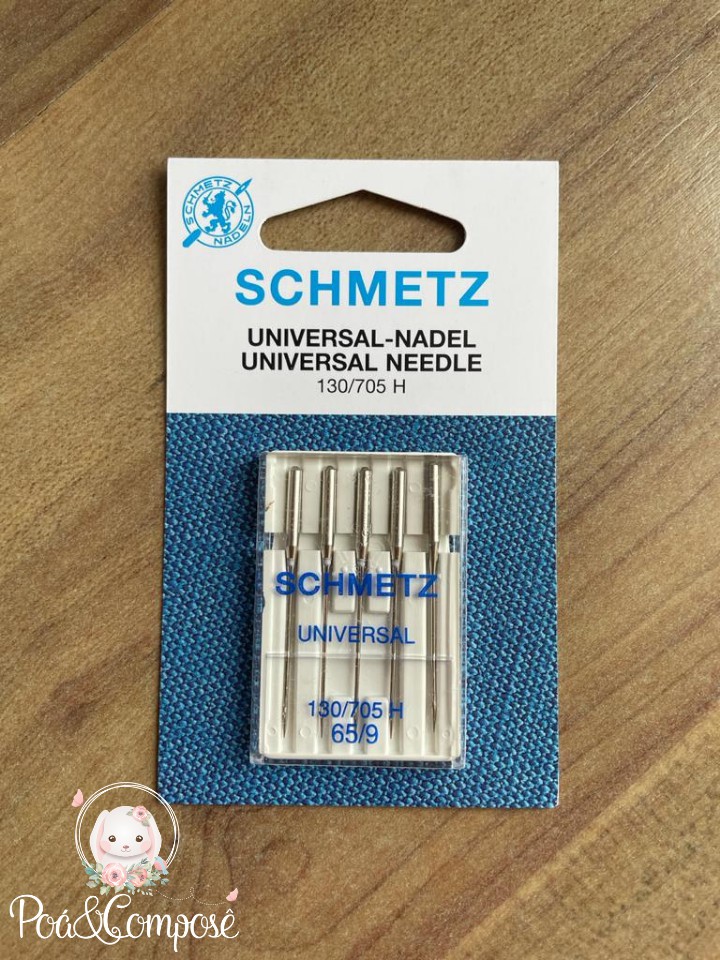 SCHMETZ
NADELN
SCHMETZ
UNIVERSAL-NADEL
UNIVERSAL NEEDLE
130/705 H
SCHMETZ
UNIVERSAL
130/705 H
65/9
Poá&Composê